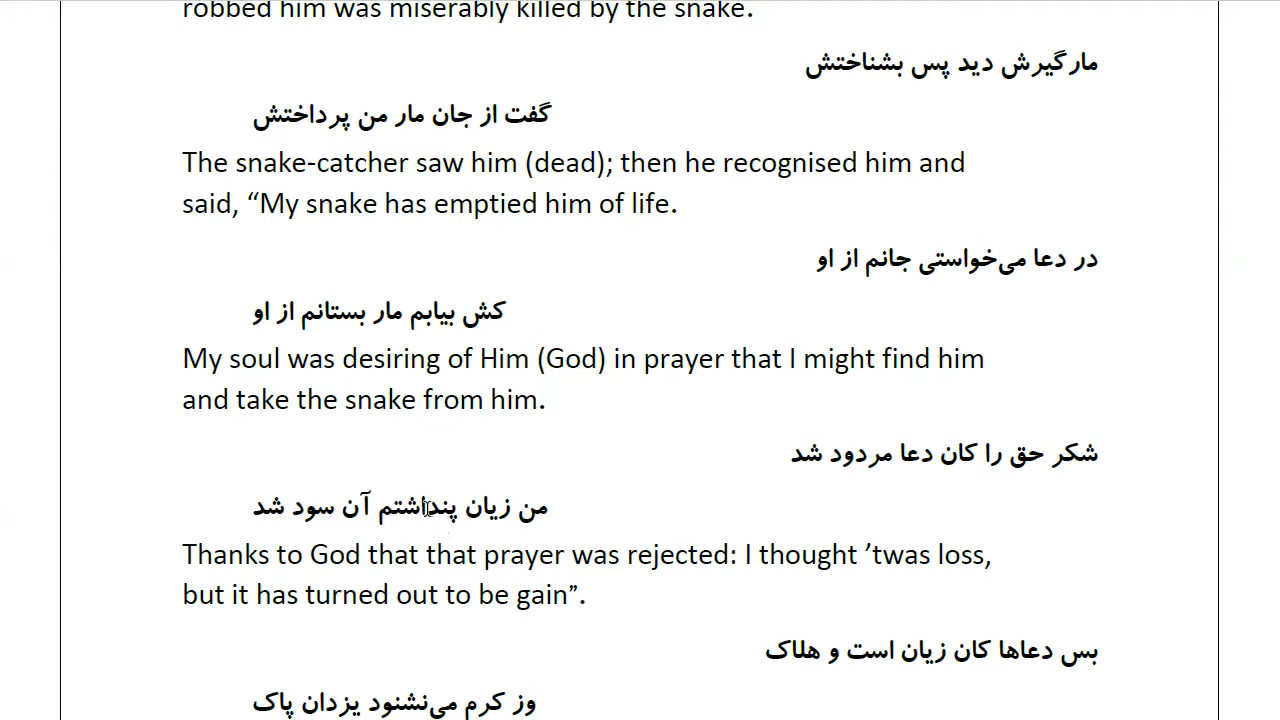 robbed him was miserably killed by the snake.
مارگیرش دید پس بشناختش
گفت از جان مار من پرداختش
The snake-catcher saw him (dead); then he recognised him and
said, “My snake has emptied him of life.
در دعا می‌خواستی جانم از او
کش بیابم مار بستانم از او
My soul was desiring of Him (God) in prayer that I might find him
and take the snake from him.
شکر حق را کان دعا مردود شد
من زیان پنداشتم آن سود شد
Thanks to God that that prayer was rejected: I thought ’twas loss,
but it has turned out to be gain”.
بس دعاها کان زیان است و هلاک
وز کرم می‌نشنود یزدان پاک